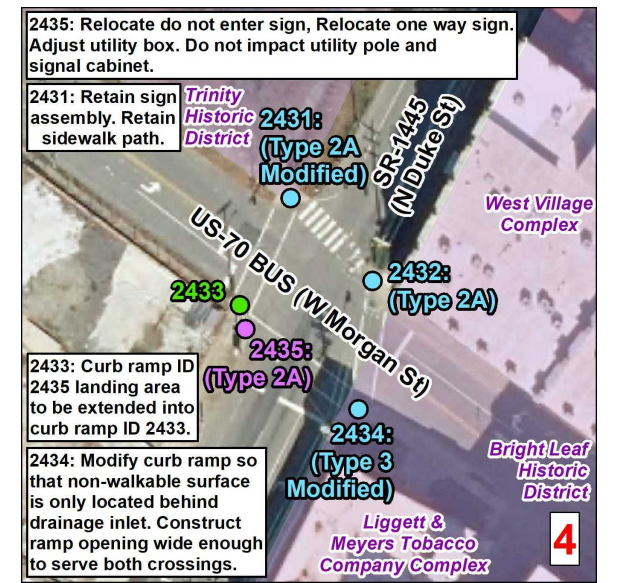 2435: Relocate do not enter sign, Relocate one way sign.
Adjust utility box. Do not impact utility pole and
signal cabinet.
2431: Retain sign
assembly. Retain
sidewalk path.
Trinity
Historic
District
2431:
(Type 2A
Modified)
SR-1445
(N Duke St)
West Village
Complex
US-70 BUS (W Morgan St)
2432:
(Type 2A)
2433
2435:
(Type 2A)
2433: Curb ramp ID
2435 landing area
to be extended into
curb ramp ID 2433.
2434:
(Type 3
Modified)
2434: Modify curb ramp so
that non-walkable surface
is only located behind
drainage inlet. Construct
ramp opening wide enough
to serve both crossings.
Bright Leaf
Historic
District
Liggett &
Meyers Tobacco
Company Complex
4